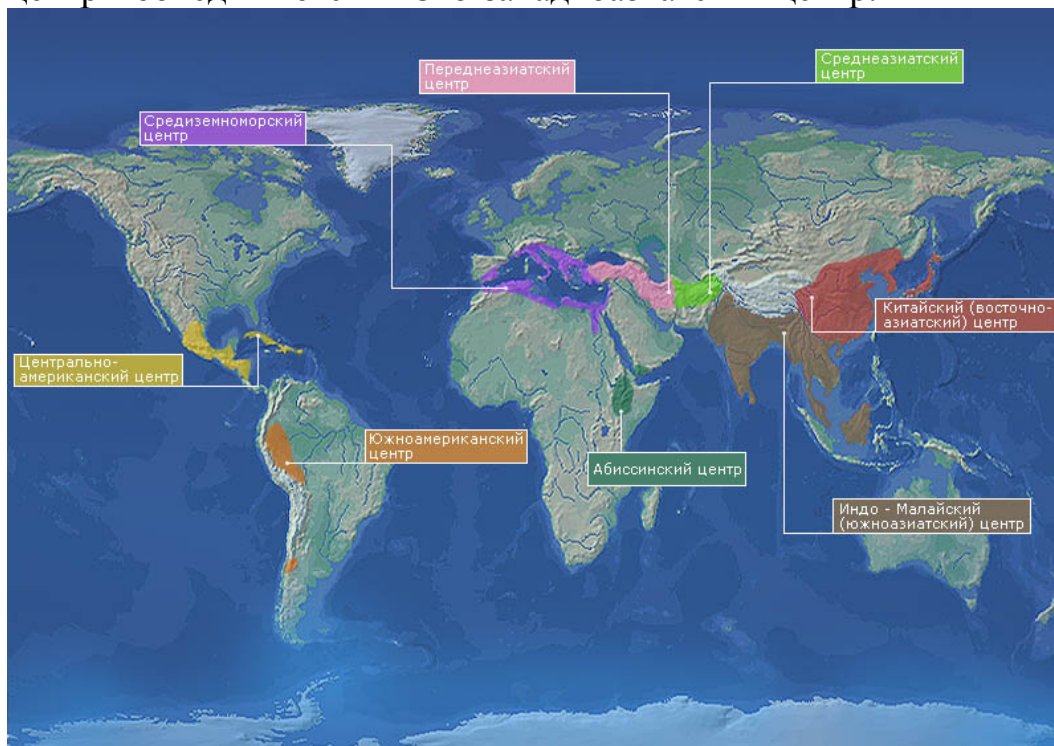 Переднеазиатский
центр
Среднеазиатский
центр
Средиземноморский
центр
Китайский (восточно-
азиатский) центр
Центрально-
американский центр
Южноамериканский
центр
Абиссинский центр
Индо - Малайский
(южноазиатский) центр